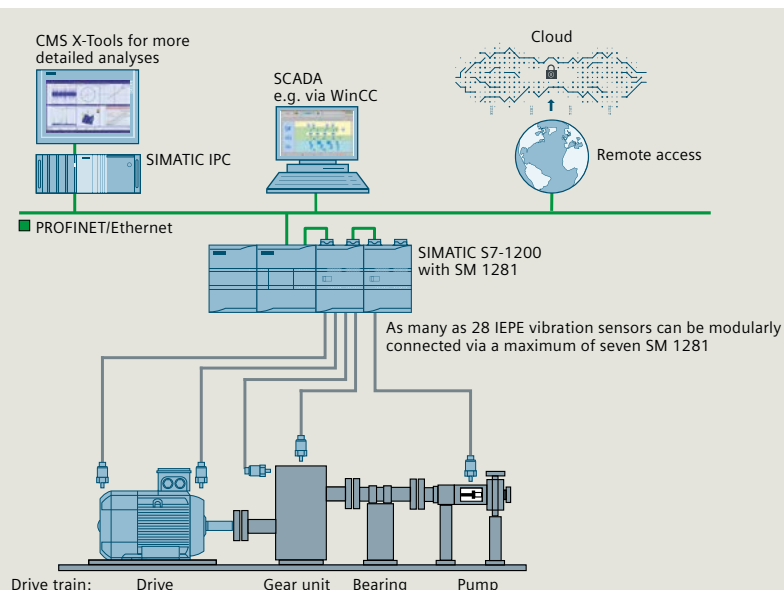 CMS X-Tools for more
detailed analyses
SCADA
e.g. via WinCC
Cloud
SIMATIC IPC
Remote access
PROFINET/Ethernet
SIMATIC S7-1200
with SM 1281
As many as 28 IEPE vibration sensors can be modularly
connected via a maximum of seven SM 1281
Drive train: Drive Gear unit Bearing Pump